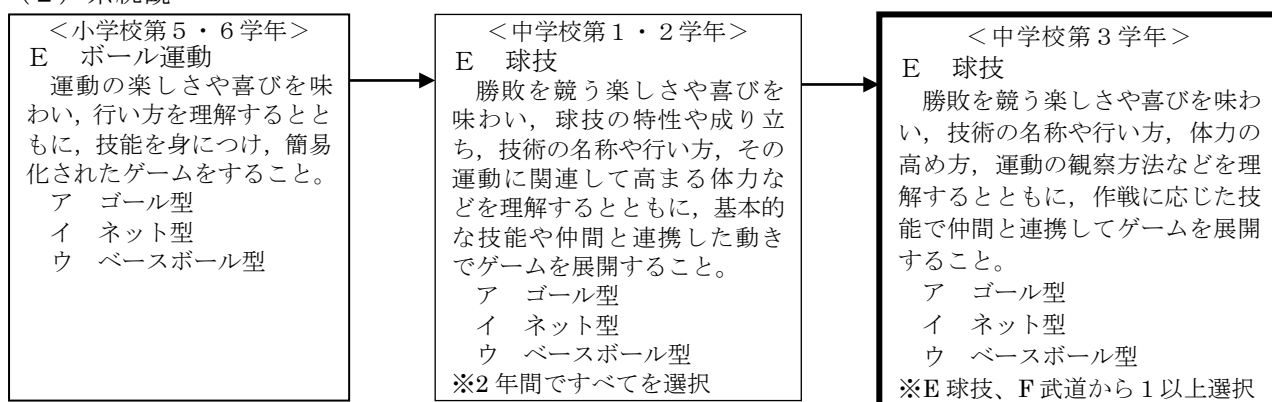 ＜小学校第５・６学年＞
Ｅ　ボール運動
　運動の楽しさや喜びを味
わい，行い方を理解するとと
もに，技能を身につけ，簡易
化されたゲームをすること。
ア　ゴール型
イ　ネット型
ウ　ベースボール型
＜中学校第１・２学年＞
Ｅ　球技
　勝敗を競う楽しさや喜びを
味わい，球技の特性や成り立
ち，技術の名称や行い方，その
運動に関連して高まる体力な
どを理解するとともに，基本的
な技能や仲間と連携した動き
でゲームを展開すること。
ア　ゴール型
イ　ネット型
ウ　ベースボール型
※2 年間ですべてを選択
＜中学校第３学年＞
Ｅ　球技
　勝敗を競う楽しさや喜びを味わ
い，技術の名称や行い方，体力の
高め方，運動の観察方法などを理
解するとともに，作戦に応じた技
能で仲間と連携してゲームを展開
すること。
ア　ゴール型
イ　ネット型
ウ　ベースボール型
※E 球技、F 武道から１以上選択